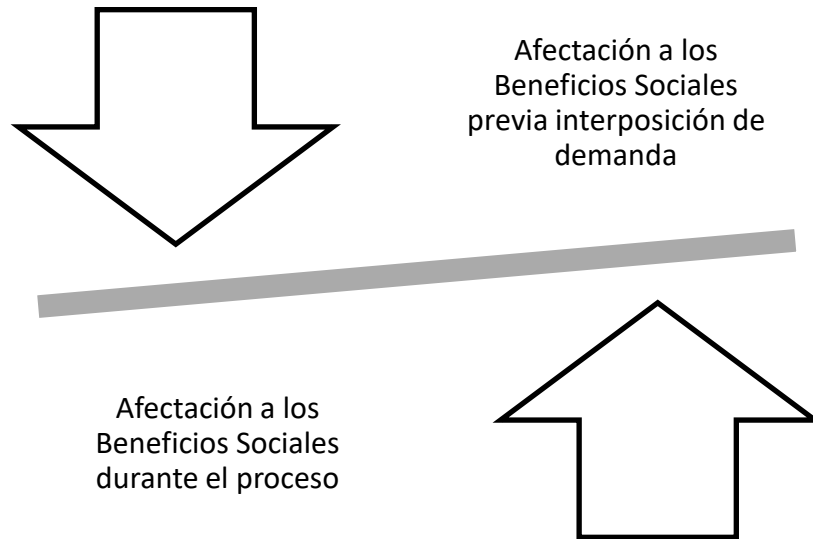 Afectación a los
Beneficios Sociales
previa interposición de
demanda
Afectación a los
Beneficios Sociales
durante el proceso